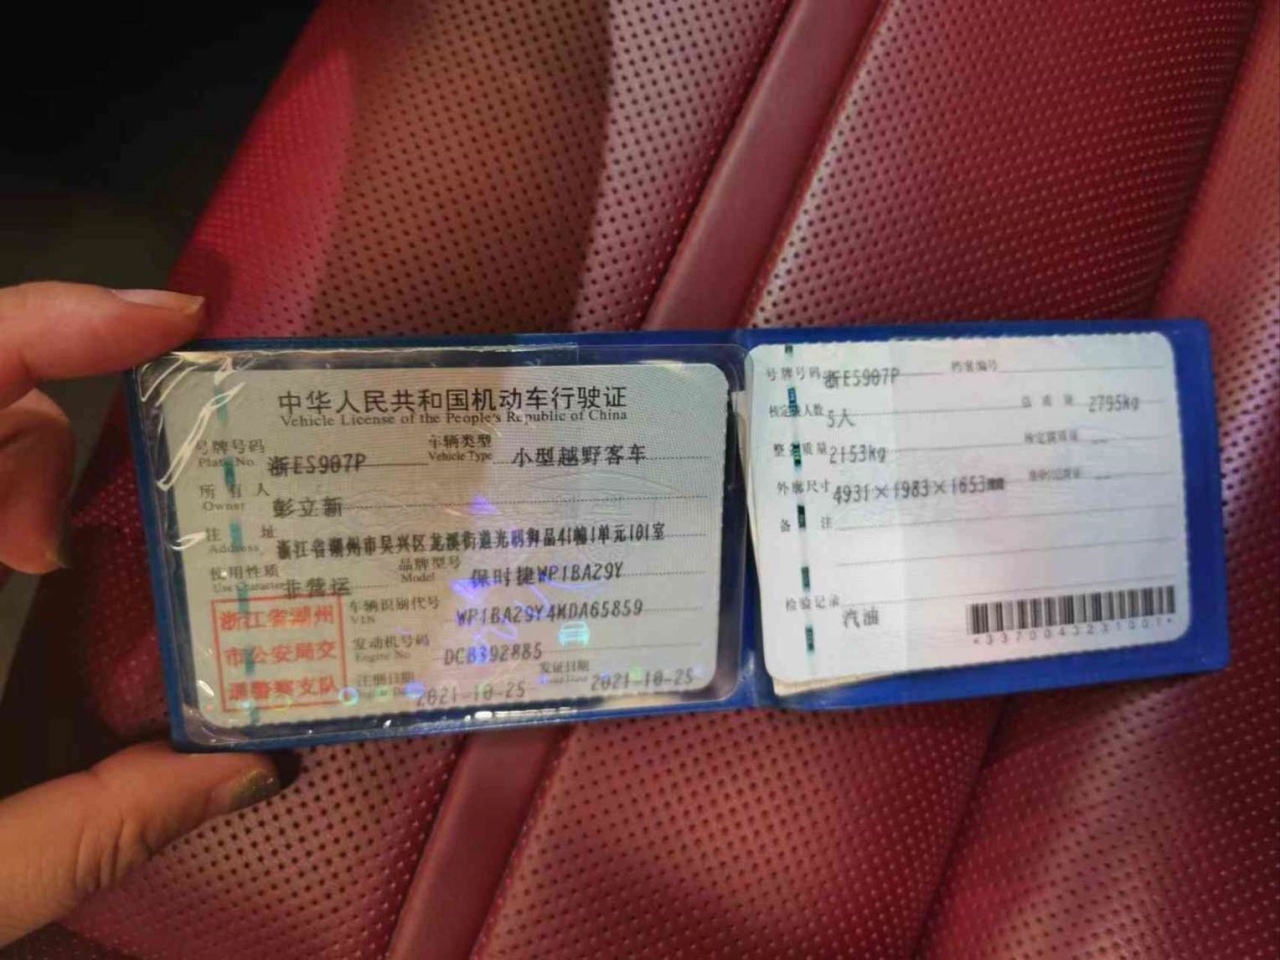 中华人民共和国机动车行驶证
Vehicle License of the People's Republic of China
号牌号码 浙ES907P 车辆类型 小型越野客车
Plate No. Vehicle Type
所有人 彭立新
Owner
注 址 浙江省湖州市吴兴区龙溪街道光明御品41幢1单元101室
Address
使用性质 非营运 品牌型号 保时捷WP1BA29Y
Use Character Model
浙江省湖州
市公安局交
通警察支队
车辆识别代号 WP1BA29Y4KDA65859
VIN
发动机号码 DCB392885
Engine No.
注册日期 2021-10-25 发证日期 2021-10-25
号牌号码 浙ES907P 档案编号
核定载人数 5人 总质量 2795kg
整备质量 2153kg 核定载质量 --
外廓尺寸 4931×1983×1653mm --
备 注
检验记录
汽油
*3370043231001*